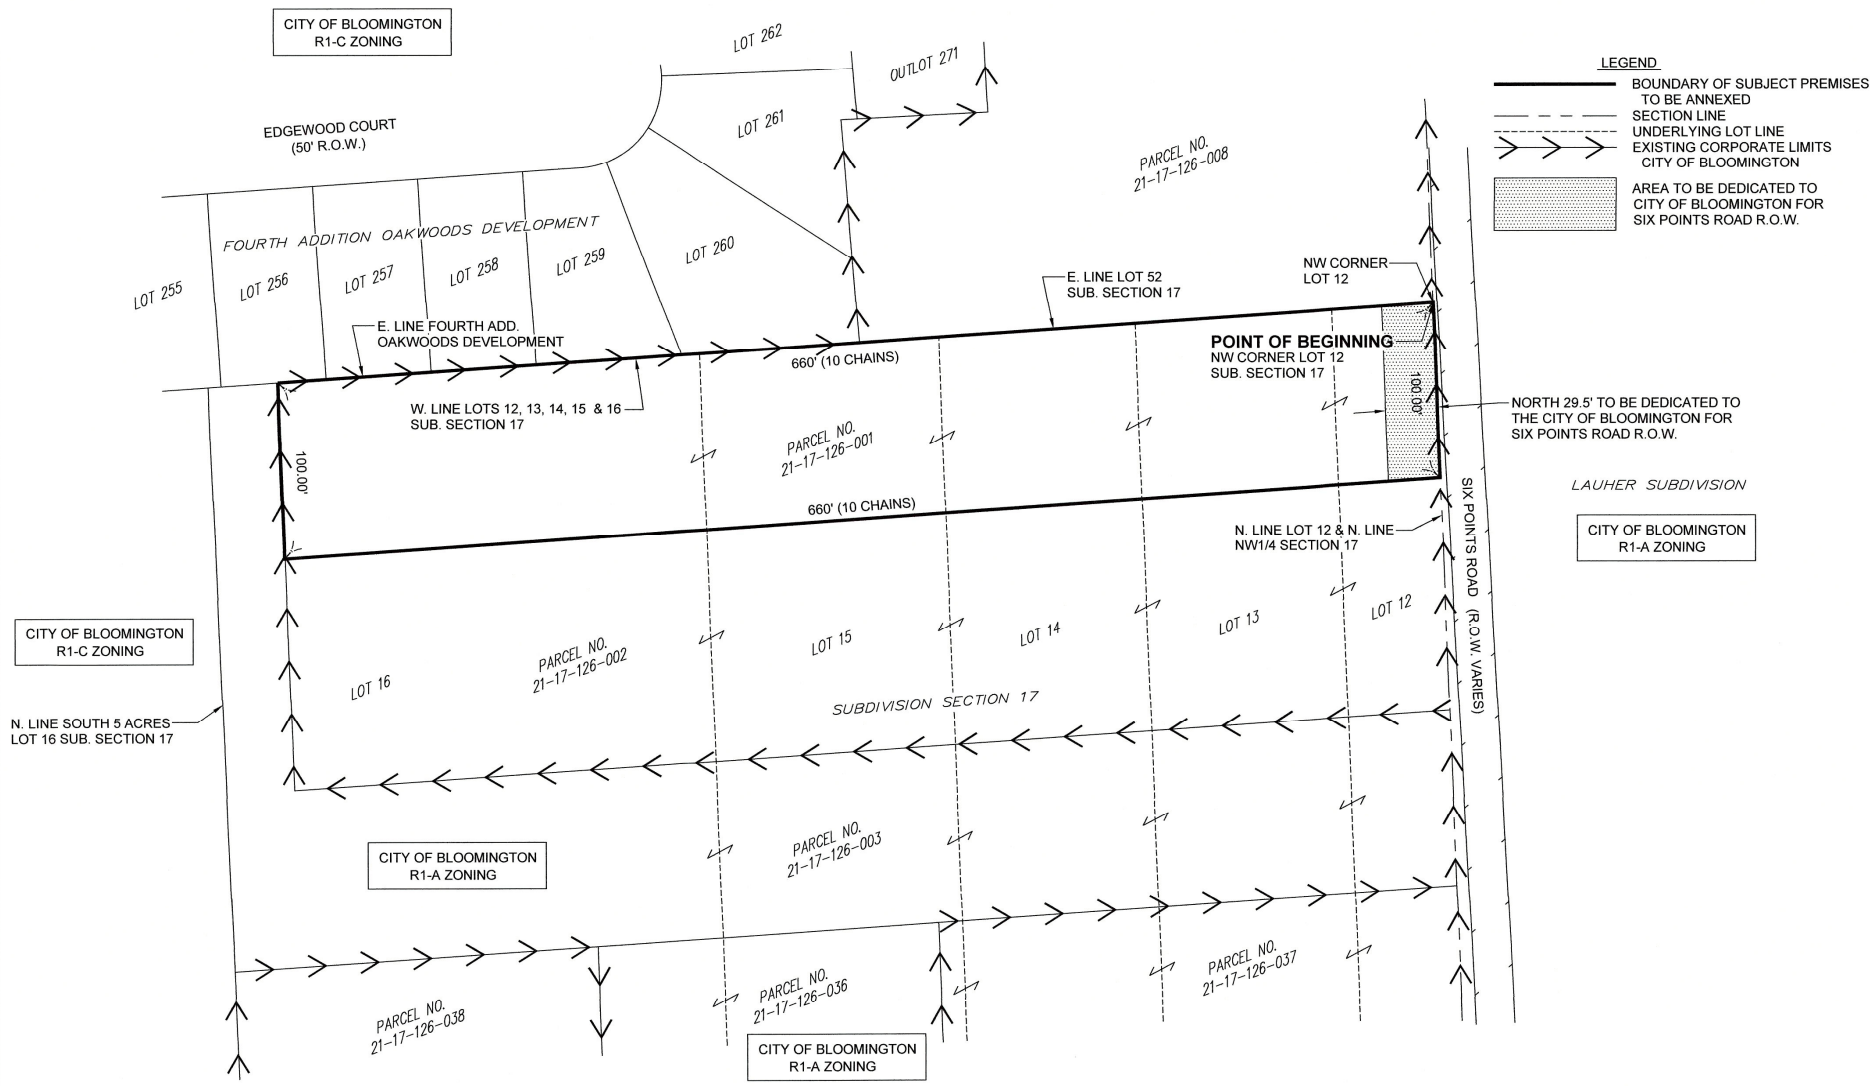 CITY OF BLOOMINGTON
R1-C ZONING
LOT 262
OUTLOT 271
LOT 261
EDGEWOOD COURT
(50' R.O.W.)
PARCEL NO.
21-17-126-008
LEGEND
BOUNDARY OF SUBJECT PREMISES
TO BE ANNEXED
SECTION LINE
UNDERLYING LOT LINE
EXISTING CORPORATE LIMITS
CITY OF BLOOMINGTON
AREA TO BE DEDICATED TO
CITY OF BLOOMINGTON FOR
SIX POINTS ROAD R.O.W.
FOURTH ADDITION OAKWOODS DEVELOPMENT
LOT 255
LOT 256
LOT 257
LOT 258
LOT 259
LOT 260
E. LINE LOT 52
SUB. SECTION 17
NW CORNER
LOT 12
E. LINE FOURTH ADD.
OAKWOODS DEVELOPMENT
660' (10 CHAINS)
POINT OF BEGINNING
NW CORNER LOT 12
SUB. SECTION 17
100.00'
W. LINE LOTS 12, 13, 14, 15 & 16
SUB. SECTION 17
NORTH 29.5' TO BE DEDICATED TO
THE CITY OF BLOOMINGTON FOR
SIX POINTS ROAD R.O.W.
PARCEL NO.
21-17-126-001
100.00'
660' (10 CHAINS)
LAUHER SUBDIVISION
CITY OF BLOOMINGTON
R1-A ZONING
N. LINE LOT 12 & N. LINE
NW1/4 SECTION 17
SIX POINTS ROAD (R.O.W. VARIES)
CITY OF BLOOMINGTON
R1-C ZONING
LOT 16
PARCEL NO.
21-17-126-002
LOT 15
LOT 14
LOT 13
LOT 12
SUBDIVISION SECTION 17
N. LINE SOUTH 5 ACRES
LOT 16 SUB. SECTION 17
CITY OF BLOOMINGTON
R1-A ZONING
PARCEL NO.
21-17-126-003
PARCEL NO.
21-17-126-038
PARCEL NO.
21-17-126-036
PARCEL NO.
21-17-126-037
CITY OF BLOOMINGTON
R1-A ZONING